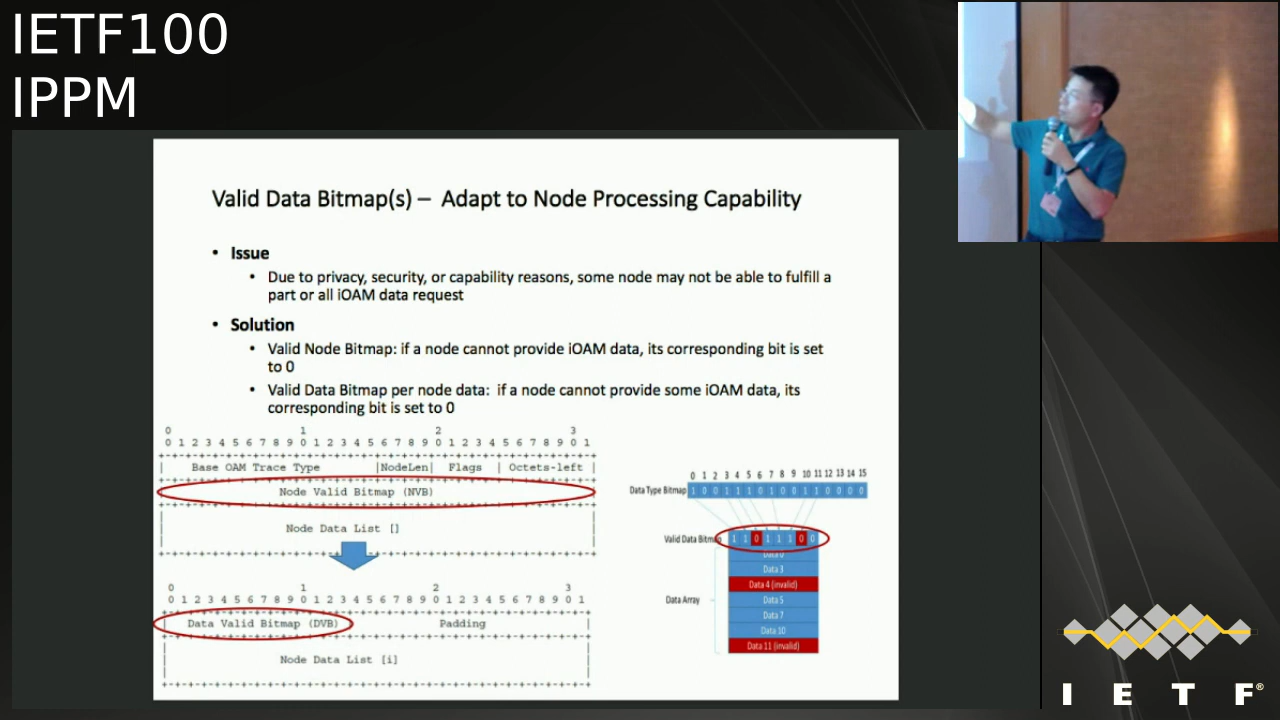 IETF100
IPPM
Valid Data Bitmap(s) – Adapt to Node Processing Capability
• Issue
• Due to privacy, security, or capability reasons, some node may not be able to fulfill a
part or all iOAM data request
• Solution
• Valid Node Bitmap: if a node cannot provide iOAM data, its corresponding bit is set
to 0
• Valid Data Bitmap per node data: if a node cannot provide some iOAM data, its
corresponding bit is set to 0
0 1 2 3
0 1 2 3 4 5 6 7 8 9 0 1 2 3 4 5 6 7 8 9 0 1 2 3 4 5 6 7 8 9 0 1
| Base OAM Trace Type |NodeLen| Flags | Octets-left |
Node Valid Bitmap (NVB)
| Node Data List [] |
0 1 2 3
0 1 2 3 4 5 6 7 8 9 0 1 2 3 4 5 6 7 8 9 0 1 2 3 4 5 6 7 8 9 0 1
Data Valid Bitmap (DVB) Padding |
| Node Data List [i] |
0 1 2 3 4 5 6 7 8 9 10 11 12 13 14 15
Data Type Bitmap 1 0 0 1 1 1 0 1 0 0 1 1 0 0 0 0
Valid Data Bitmap 1 1 0 1 1 1 0 0
Data 0
Data 3
Data 4 (invalid)
Data Array
Data 5
Data 7
Data 10
Data 11 (invalid)
I E T F®